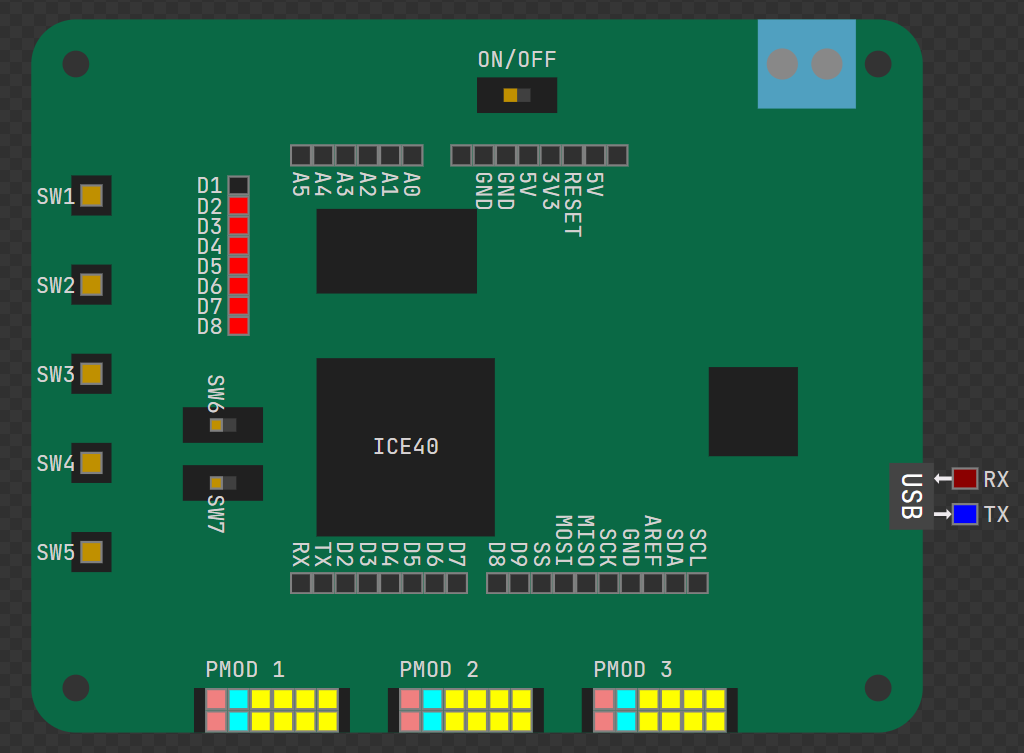 ON/OFF
A5 A4 A3 A2 A1 A0
GND GND 5V 3V3 RESET 5V
SW1
SW2
SW3
SW4
SW5
D1
D2
D3
D4
D5
D6
D7
D8
SW6
SW7
ICE40
USB
RX
TX
RX TX D2 D3 D4 D5 D6 D7
D8 D9 SS MOSI MISO SCK GND AREF SDA SCL
PMOD 1
PMOD 2
PMOD 3